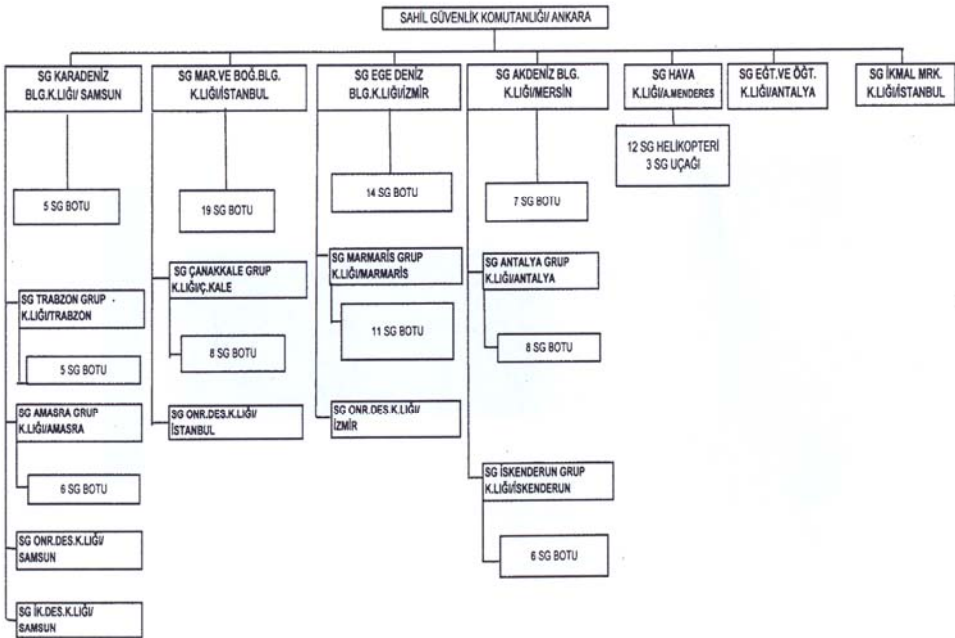 SAHİL GÜVENLİK KOMUTANLIĞI/ ANKARA
SG KARADENİZ
BLG.K.LIĞI/ SAMSUN
5 SG BOTU
SG TRABZON GRUP
K.LIĞI/TRABZON
5 SG BOTU
SG AMASRA GRUP
K.LIĞI/AMASRA
6 SG BOTU
SG ONR.DES.K.LIĞI/
SAMSUN
SG İK.DES.K.LIĞI/
SAMSUN
SG MAR.VE BOĞ.BLG.
K.LIĞI/İSTANBUL
19 SG BOTU
SG ÇANAKKALE GRUP
K.LIĞI/Ç.KALE
8 SG BOTU
SG ONR.DES.K.LIĞI/
İSTANBUL
SG EGE DENİZ
BLG.K.LIĞI/İZMİR
14 SG BOTU
SG MARMARİS GRUP
K.LIĞI/MARMARİS
11 SG BOTU
SG ONR.DES.K.LIĞI/
İZMİR
SG AKDENİZ BLG.
K.LIĞI/MERSİN
7 SG BOTU
SG ANTALYA GRUP
K.LIĞI/ANTALYA
8 SG BOTU
SG İSKENDERUN GRUP
K.LIĞI/İSKENDERUN
6 SG BOTU
SG HAVA
K.LIĞI/A.MENDERES
12 SG HELİKOPTERİ
3 SG UÇAĞI
SG EĞT.VE ÖĞT.
K.LIĞI/ANTALYA
SG İKMAL MRK.
K.LIĞI/İSTANBUL